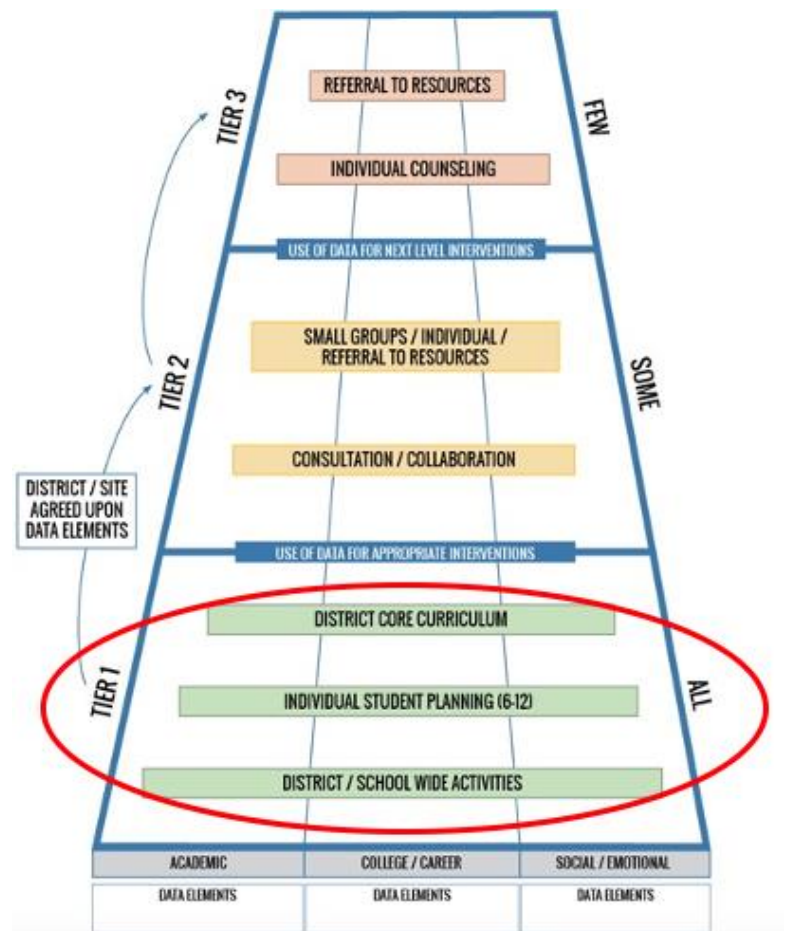 REFERRAL TO RESOURCES
TIER 3
FEW
INDIVIDUAL COUNSELING
USE OF DATA FOR NEXT LEVEL INTERVENTIONS
SMALL GROUPS / INDIVIDUAL /
REFERRAL TO RESOURCES
TIER 2
SOME
CONSULTATION / COLLABORATION
DISTRICT / SITE
AGREED UPON
DATA ELEMENTS
USE OF DATA FOR APPROPRIATE INTERVENTIONS
DISTRICT CORE CURRICULUM
TIER 1
ALL
INDIVIDUAL STUDENT PLANNING (6-12)
DISTRICT / SCHOOL WIDE ACTIVITIES
ACADEMIC
COLLEGE / CAREER
SOCIAL / EMOTIONAL
DATA ELEMENTS
DATA ELEMENTS
DATA ELEMENTS